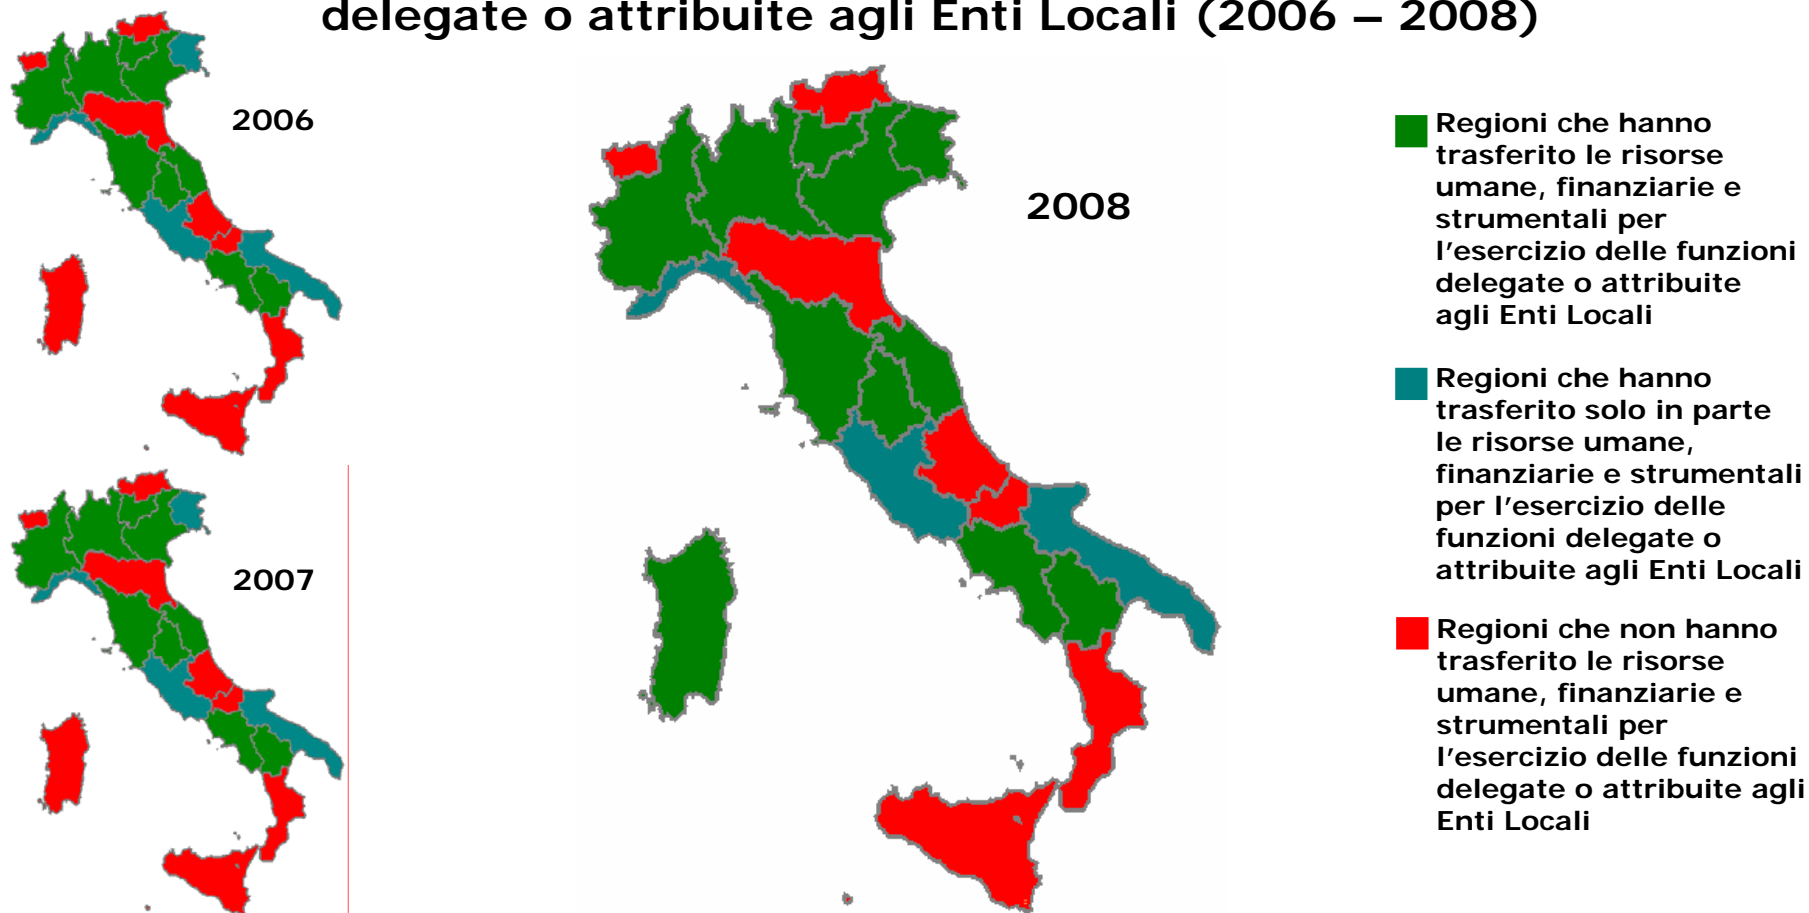 delegate o attribuite agli Enti Locali (2006 – 2008)
2006
2008
2007
Regioni che hanno
trasferito le risorse
umane, finanziarie e
strumentali per
l'esercizio delle funzioni
delegate o attribuite
agli Enti Locali
Regioni che hanno
trasferito solo in parte
le risorse umane,
finanziarie e strumentali
per l'esercizio delle
funzioni delegate o
attribuite agli Enti Locali
Regioni che non hanno
trasferito le risorse
umane, finanziarie e
strumentali per
l'esercizio delle funzioni
delegate o attribuite agli
Enti Locali